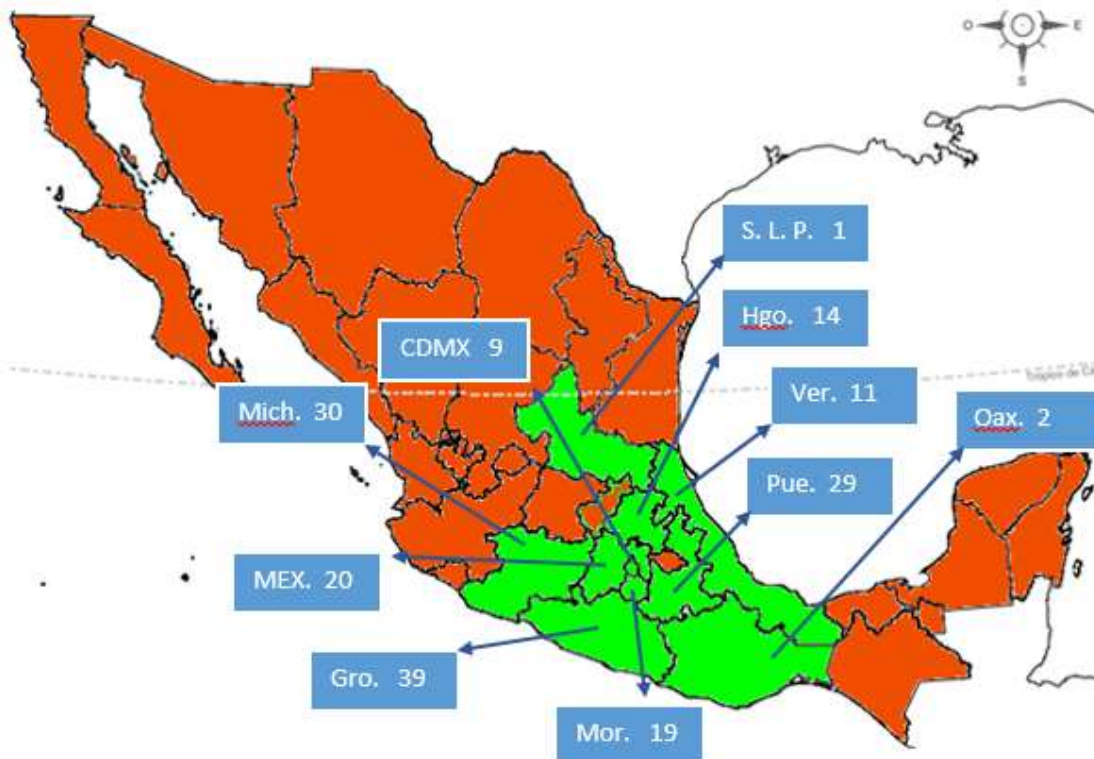 O E
S
S. L. P. 1
Hgo. 14
CDMX 9
Ver. 11
Mich. 30
Oax. 2
Pue. 29
MEX. 20
Gro. 39
Mor. 19